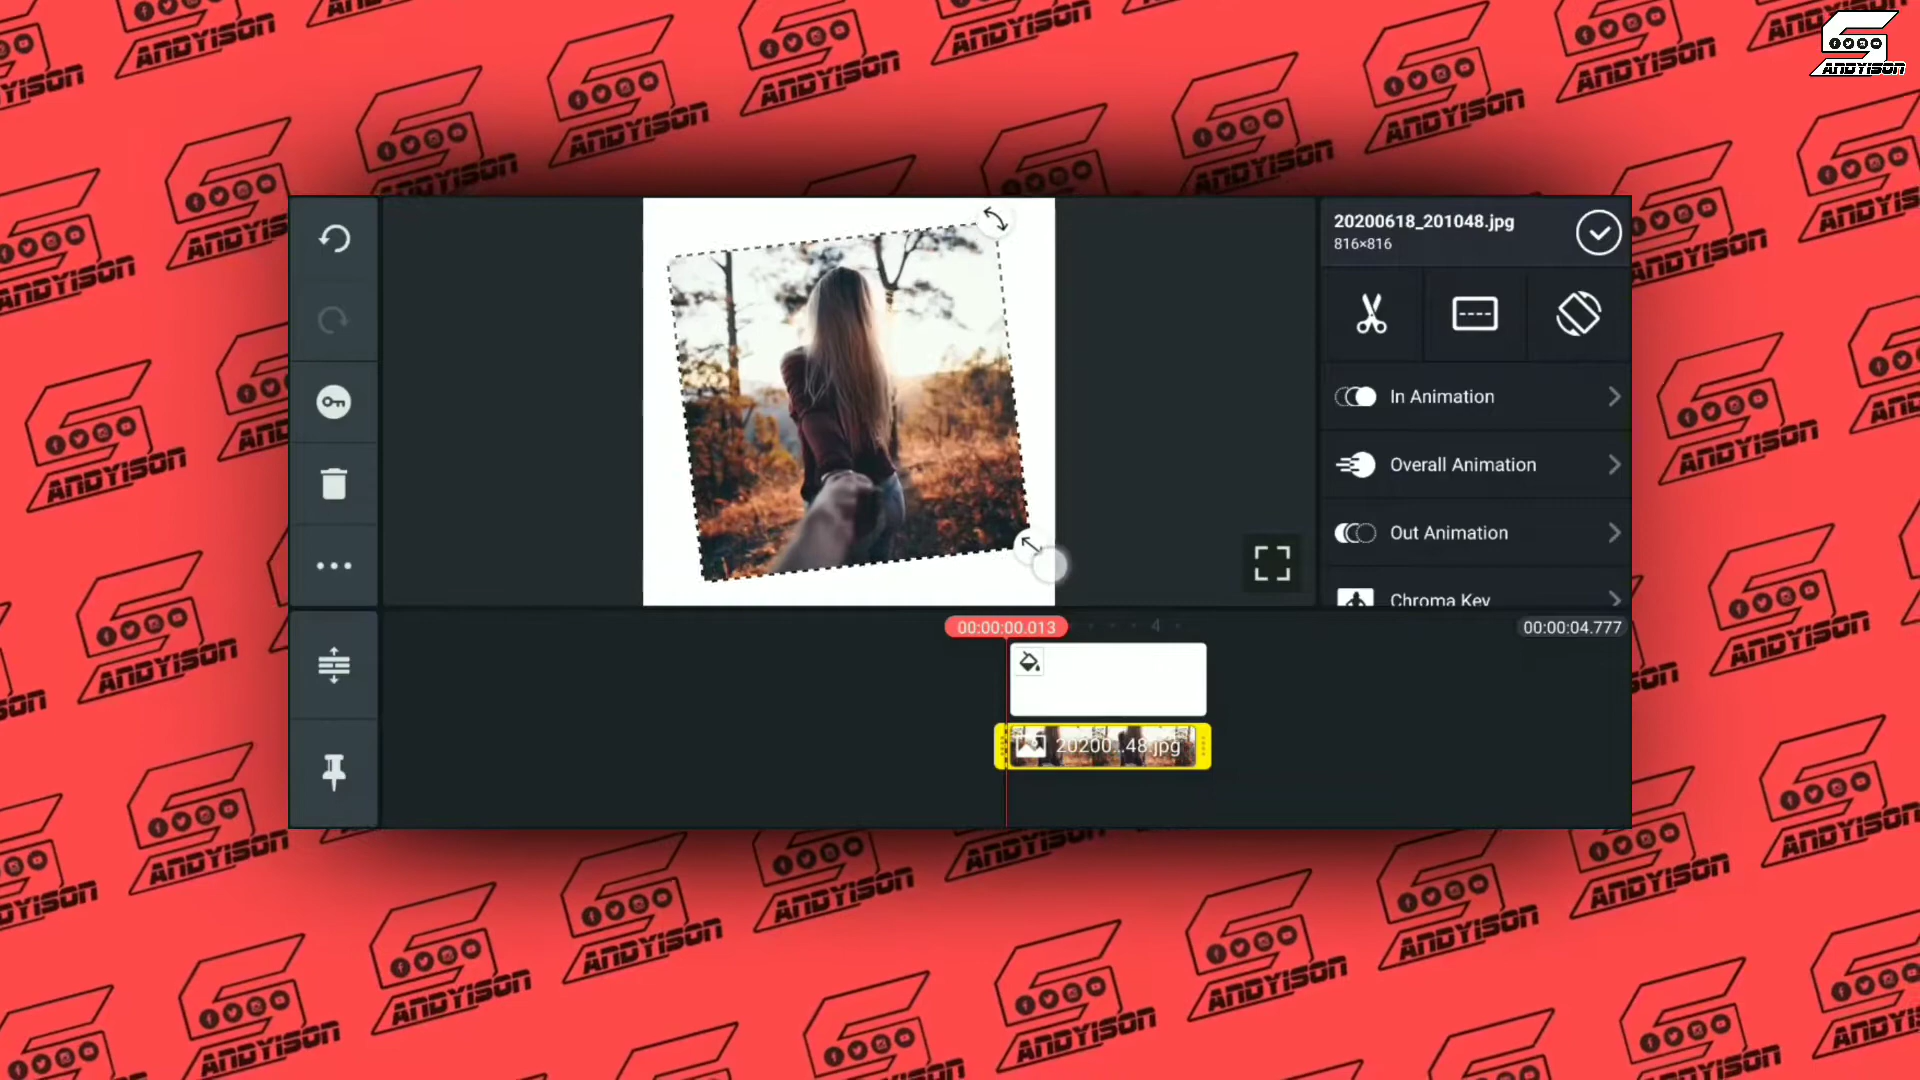 ANDYISON
20200618_201048.jpg
816×816
In Animation
Overall Animation
Out Animation
Chroma Key
00:00:00.013
4
00:00:04.777
20200...48.jpg